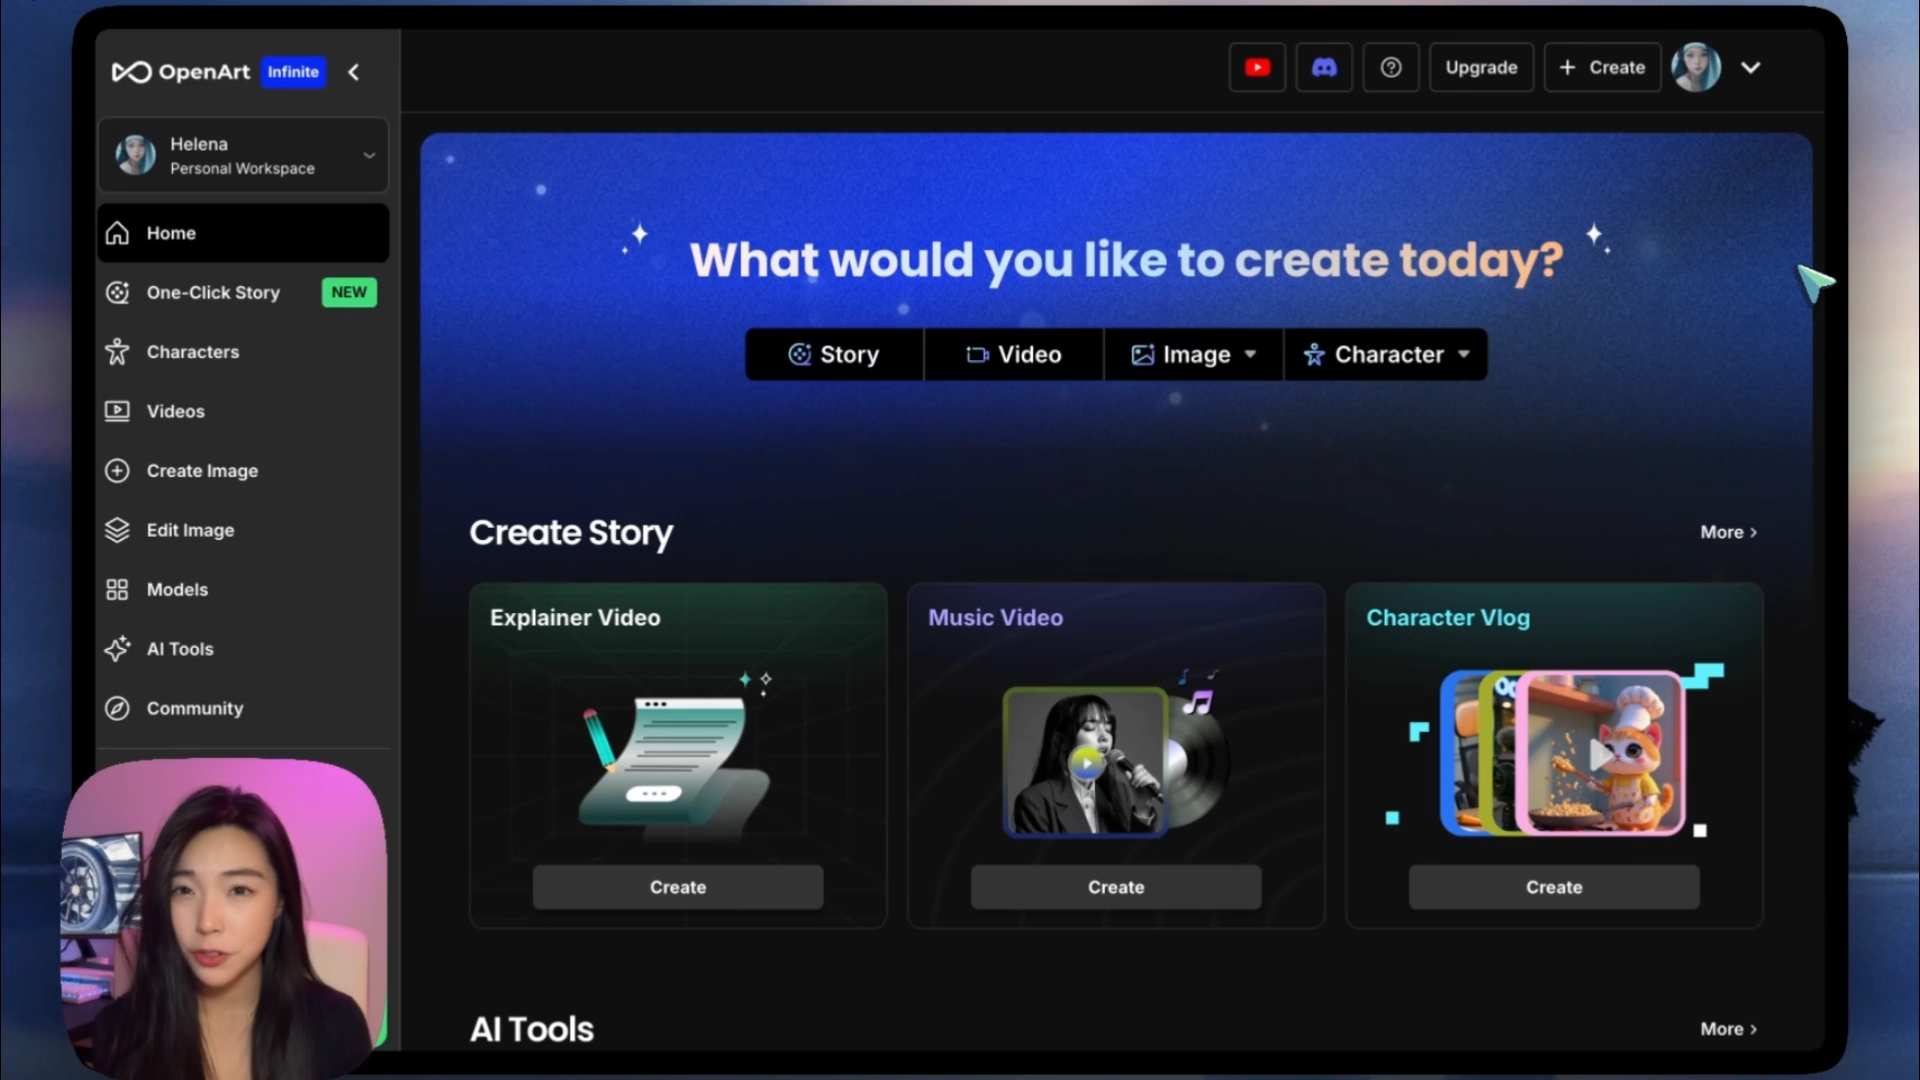 OpenArt Infinite
Upgrade
+ Create
Helena
Personal Workspace
Home
One-Click Story NEW
Characters
Videos
Create Image
Edit Image
Models
AI Tools
Community
What would you like to create today?
Story
Video
Image
Character
Create Story
More >
Explainer Video
Create
Music Video
Create
Character Vlog
Create
AI Tools
More >